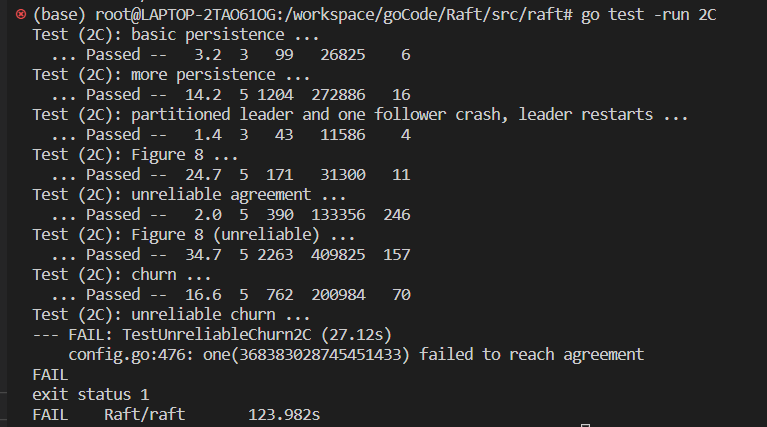 (base) root@LAPTOP-2TAO61OG:/workspace/goCode/Raft/src/raft# go test -run 2C
Test (2C): basic persistence ...
  ... Passed --   3.2  3   99   26825    6
Test (2C): more persistence ...
  ... Passed --  14.2  5 1204  272886   16
Test (2C): partitioned leader and one follower crash, leader restarts ...
  ... Passed --   1.4  3   43   11586    4
Test (2C): Figure 8 ...
  ... Passed --  24.7  5  171   31300   11
Test (2C): unreliable agreement ...
  ... Passed --   2.0  5  390  133356  246
Test (2C): Figure 8 (unreliable) ...
  ... Passed --  34.7  5 2263  409825  157
Test (2C): churn ...
  ... Passed --  16.6  5  762  200984   70
Test (2C): unreliable churn ...
--- FAIL: TestUnreliableChurn2C (27.12s)
    config.go:476: one(368383028745451433) failed to reach agreement
FAIL
exit status 1
FAIL    Raft/raft       123.982s